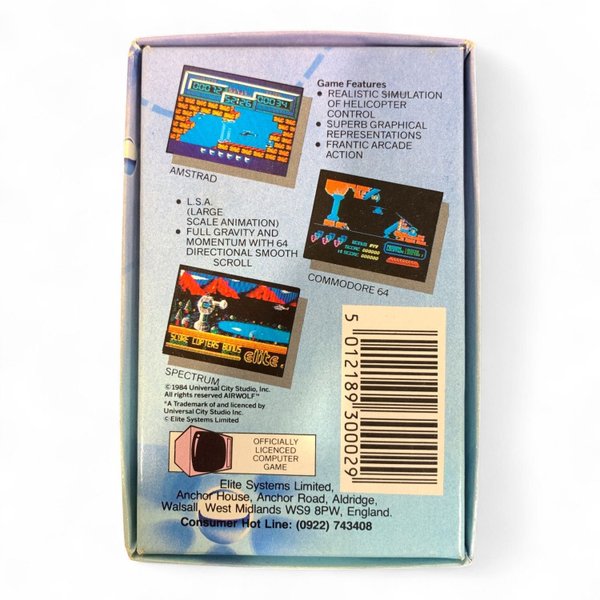 Game Features
• REALISTIC SIMULATION
OF HELICOPTER
CONTROL
• SUPERB GRAPHICAL
REPRESENTATIONS
• FRANTIC ARCADE
ACTION
AMSTRAD
• L.S.A.
(LARGE
SCALE ANIMATION)
• FULL GRAVITY AND
MOMENTUM WITH 64
DIRECTIONAL SMOOTH
SCROLL
COMMODORE 64
SCORE COPTERS BONUS
elite
SPECTRUM
© 1984 Universal City Studio, Inc.
All rights reserved AIRWOLF™
*A Trademark of and licenced by
Universal City Studio Inc.
© Elite Systems Limited
OFFICIALLY
LICENCED
COMPUTER
GAME
5 012189 300029
Elite Systems Limited,
Anchor House, Anchor Road, Aldridge,
Walsall, West Midlands WS9 8PW, England.
Consumer Hot Line: (0922) 743408